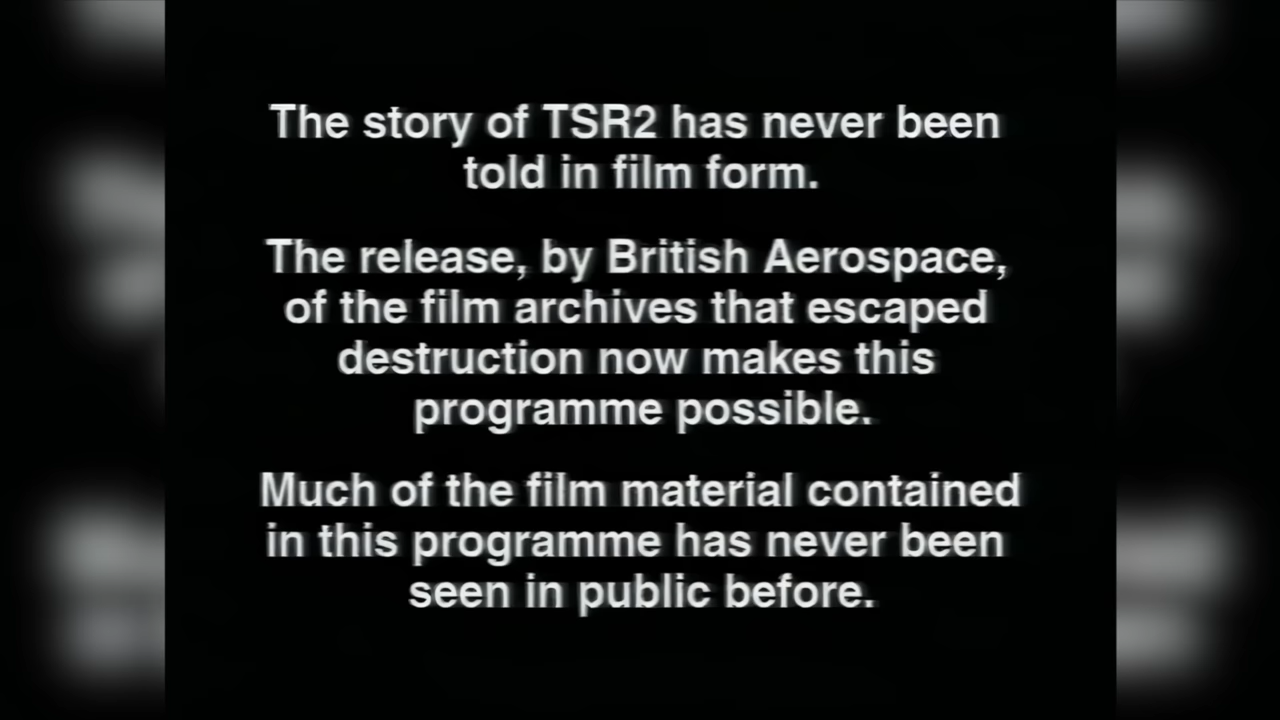 The story of TSR2 has never been
told in film form.
The release, by British Aerospace,
of the film archives that escaped
destruction now makes this
programme possible.
Much of the film material contained
in this programme has never been
seen in public before.